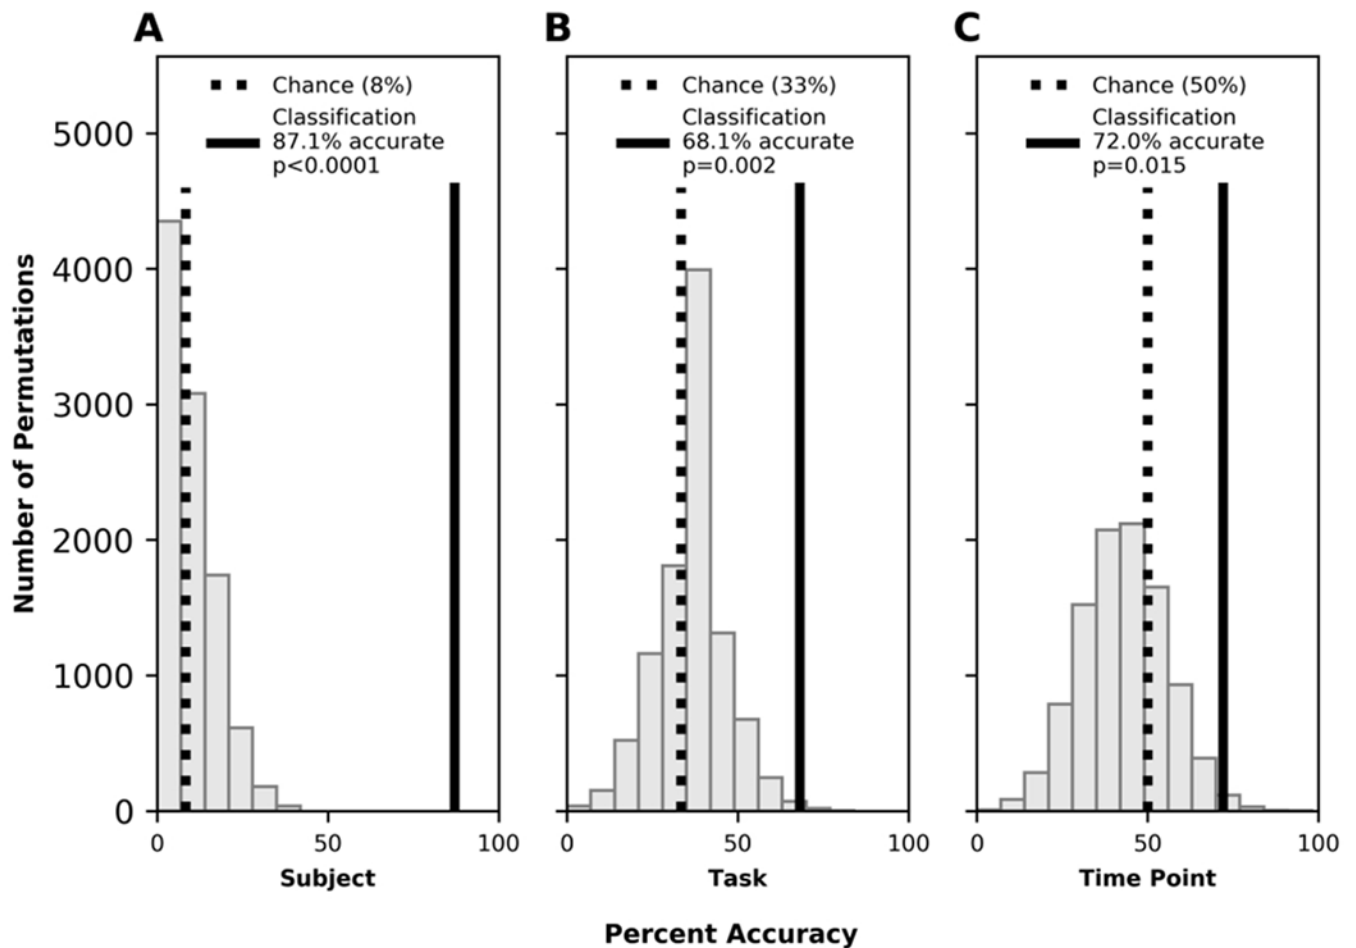 A
B
C
Chance (8%)
Classification
87.1% accurate
p<0.0001
Chance (33%)
Classification
68.1% accurate
p=0.002
Chance (50%)
Classification
72.0% accurate
p=0.015
Number of Permutations
5000
4000
3000
2000
1000
0
0 50 100
0 50 100
0 50 100
Subject
Task
Time Point
Percent Accuracy